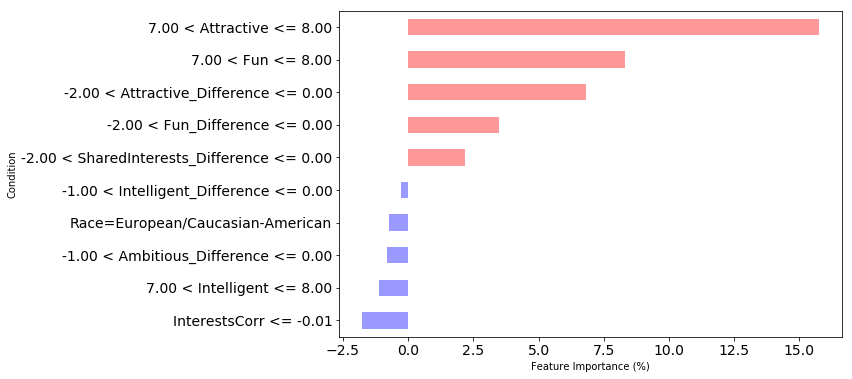 7.00 < Attractive <= 8.00
7.00 < Fun <= 8.00
-2.00 < Attractive_Difference <= 0.00
-2.00 < Fun_Difference <= 0.00
-2.00 < SharedInterests_Difference <= 0.00
-1.00 < Intelligent_Difference <= 0.00
Race=European/Caucasian-American
-1.00 < Ambitious_Difference <= 0.00
7.00 < Intelligent <= 8.00
InterestsCorr <= -0.01
Condition
−2.5 0.0 2.5 5.0 7.5 10.0 12.5 15.0
Feature Importance (%)